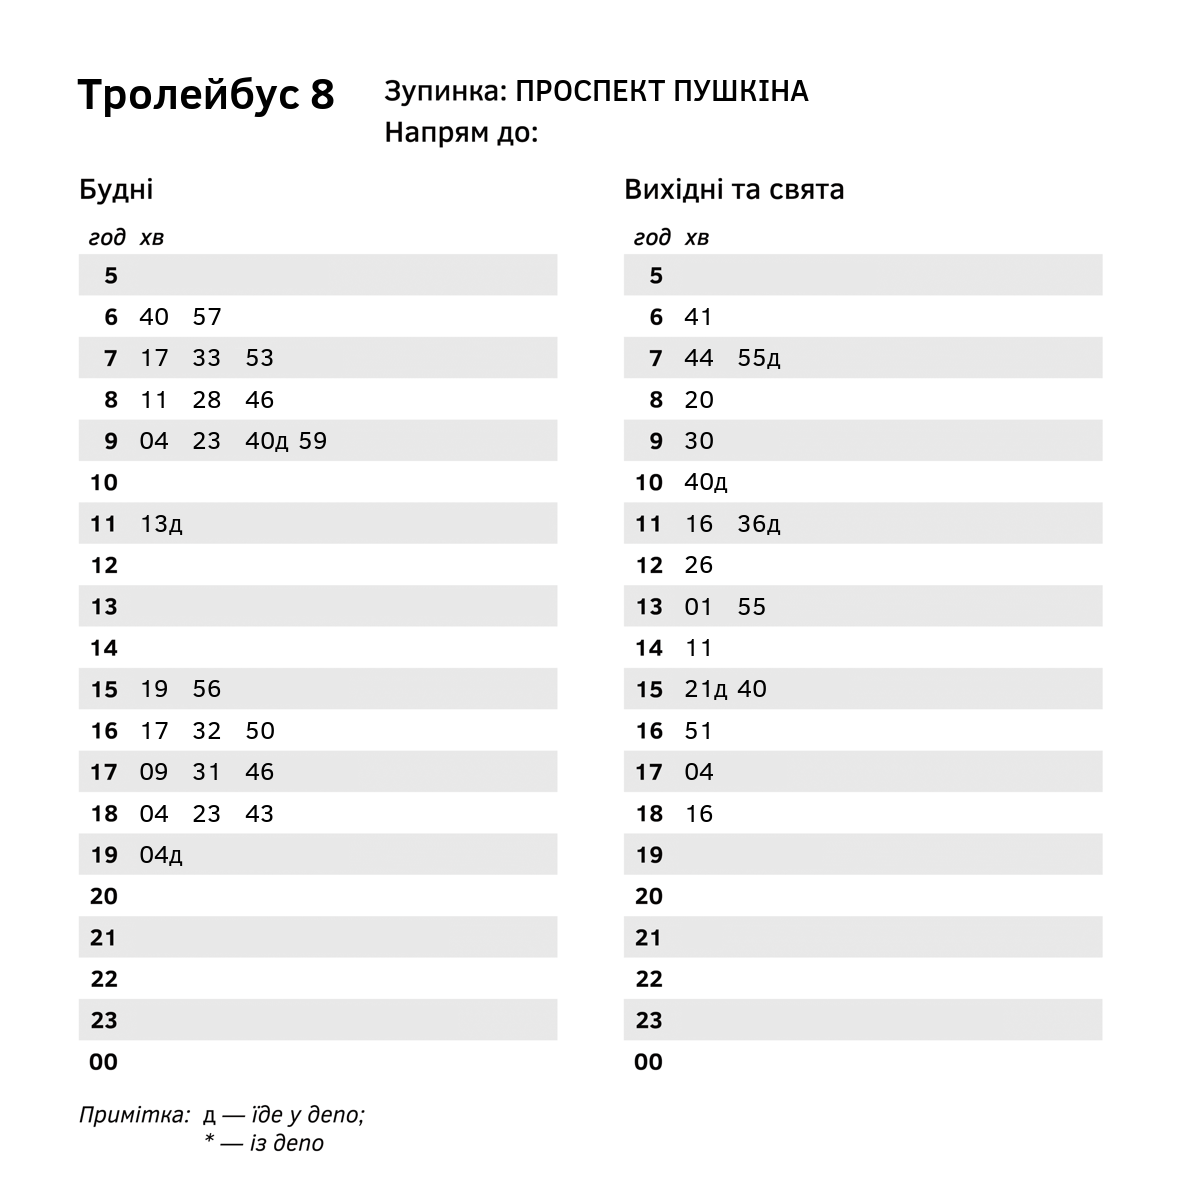 Тролейбус 8
Зупинка: ПРОСПЕКТ ПУШКІНА
Напрям до:
Будні
год хв
5
6 40 57
7 17 33 53
8 11 28 46
9 04 23 40д 59
10
11 13д
12
13
14
15 19 56
16 17 32 50
17 09 31 46
18 04 23 43
19 04д
20
21
22
23
00
Вихідні та свята
год хв
5
6 41
7 44 55д
8 20
9 30
10 40д
11 16 36д
12 26
13 01 55
14 11
15 21д 40
16 51
17 04
18 16
19
20
21
22
23
00
Примітка: д — їде у депо;
* — із депо